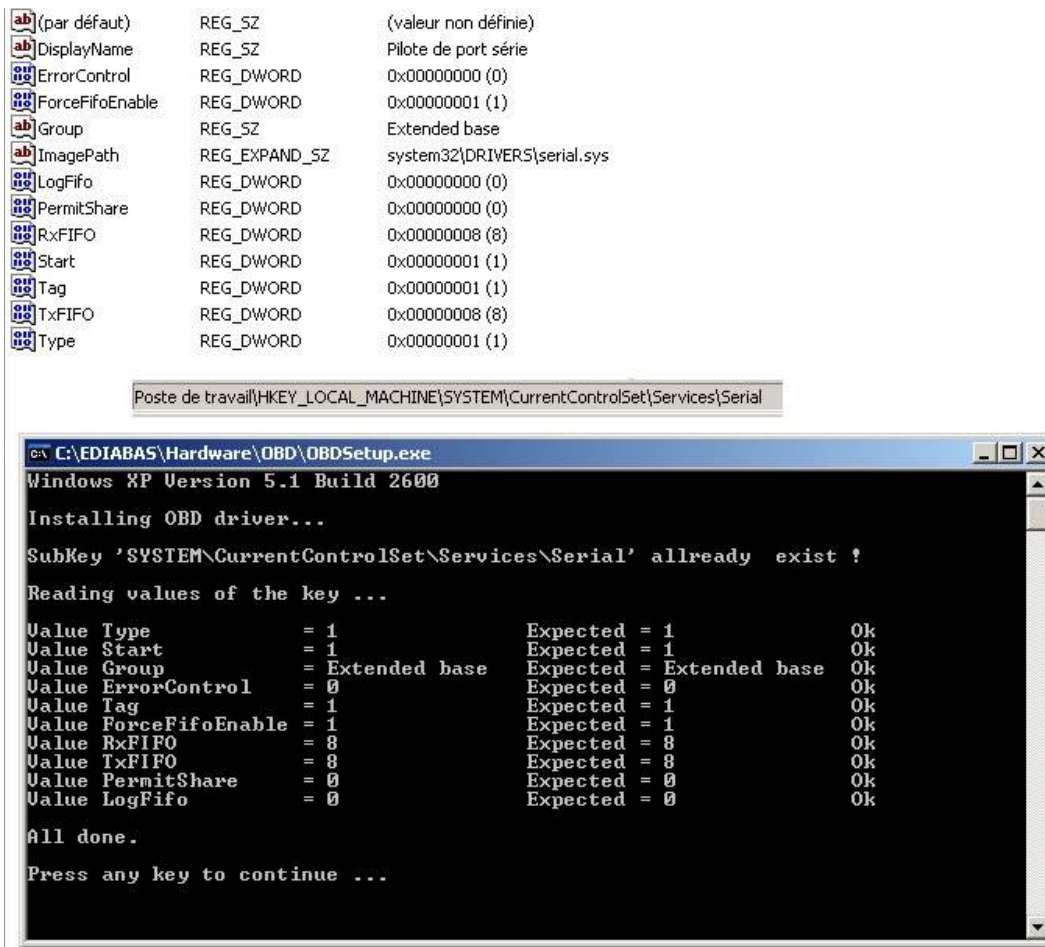 (par défaut) REG_SZ (valeur non définie)
DisplayName REG_SZ Pilote de port série
ErrorControl REG_DWORD 0x00000000 (0)
ForceFifoEnable REG_DWORD 0x00000001 (1)
Group REG_SZ Extended base
ImagePath REG_EXPAND_SZ system32\DRIVERS\serial.sys
LogFifo REG_DWORD 0x00000000 (0)
PermitShare REG_DWORD 0x00000000 (0)
RxFIFO REG_DWORD 0x00000008 (8)
Start REG_DWORD 0x00000001 (1)
Tag REG_DWORD 0x00000001 (1)
TxFIFO REG_DWORD 0x00000008 (8)
Type REG_DWORD 0x00000001 (1)
Poste de travail\HKEY_LOCAL_MACHINE\SYSTEM\CurrentControlSet\Services\Serial
C:\EDIABAS\Hardware\OBD\OBDSetup.exe
Windows XP Version 5.1 Build 2600
Installing OBD driver...
SubKey 'SYSTEM\CurrentControlSet\Services\Serial' allready exist !
Reading values of the key ...
Value Type = 1 Expected = 1 Ok
Value Start = 1 Expected = 1 Ok
Value Group = Extended base Expected = Extended base Ok
Value ErrorControl = 0 Expected = 0 Ok
Value Tag = 1 Expected = 1 Ok
Value ForceFifoEnable = 1 Expected = 1 Ok
Value RxFIFO = 8 Expected = 8 Ok
Value TxFIFO = 8 Expected = 8 Ok
Value PermitShare = 0 Expected = 0 Ok
Value LogFifo = 0 Expected = 0 Ok
All done.
Press any key to continue ...